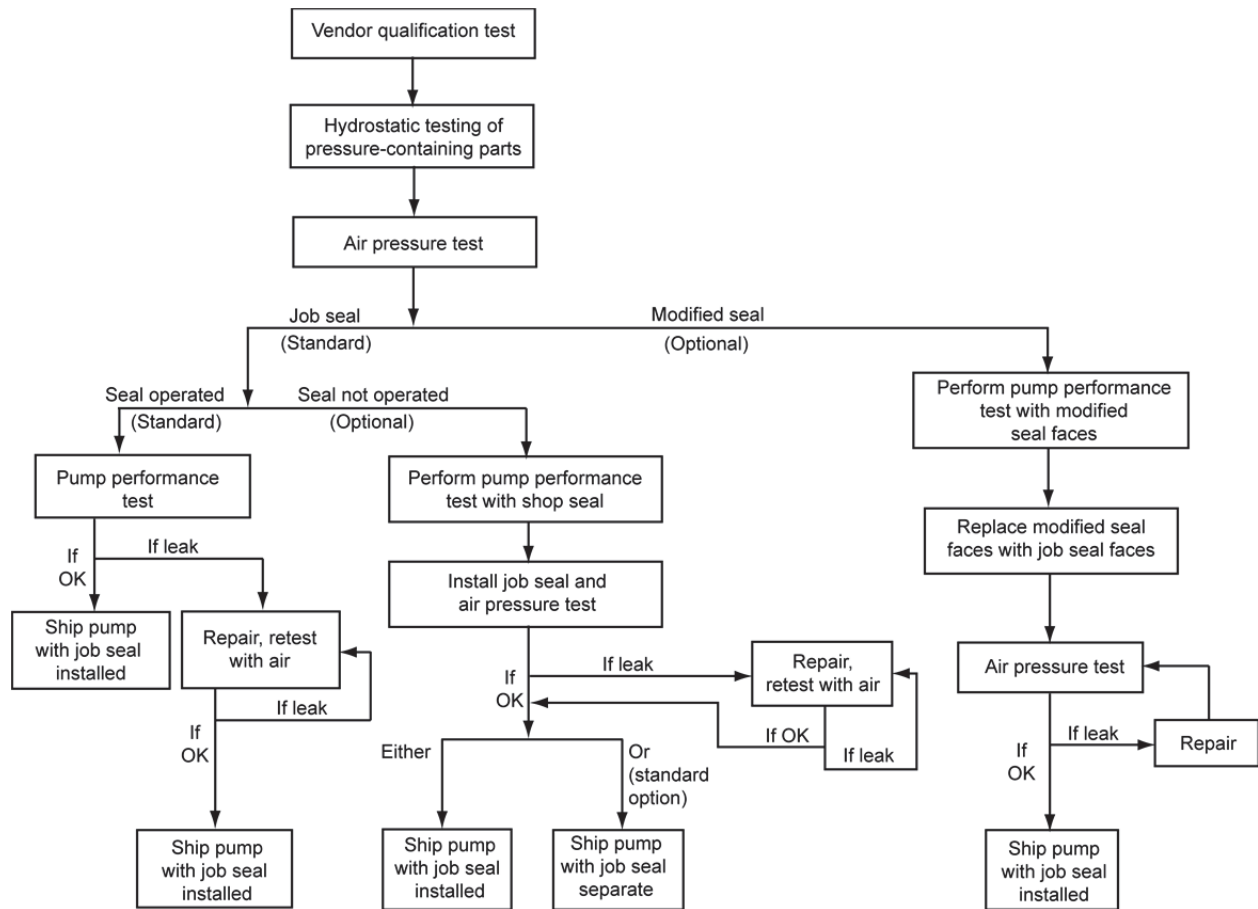 Vendor qualification test
Hydrostatic testing of
pressure-containing parts
Air pressure test
Job seal
(Standard)
Modified seal
(Optional)
Seal operated
(Standard)
Seal not operated
(Optional)
Perform pump performance
test with modified
seal faces
Pump performance
test
Perform pump performance
test with shop seal
Replace modified seal
faces with job seal faces
If
OK
If leak
Install job seal and
air pressure test
Ship pump
with job seal
installed
Repair, retest
with air
If leak
If
OK
If
OK
If leak
Repair,
retest with air
If OK
If leak
Air pressure test
If leak
Repair
If
OK
Either
Or
(standard
option)
Ship pump
with job seal
installed
Ship pump
with job seal
installed
Ship pump
with job seal
separate
Ship pump
with job seal
installed